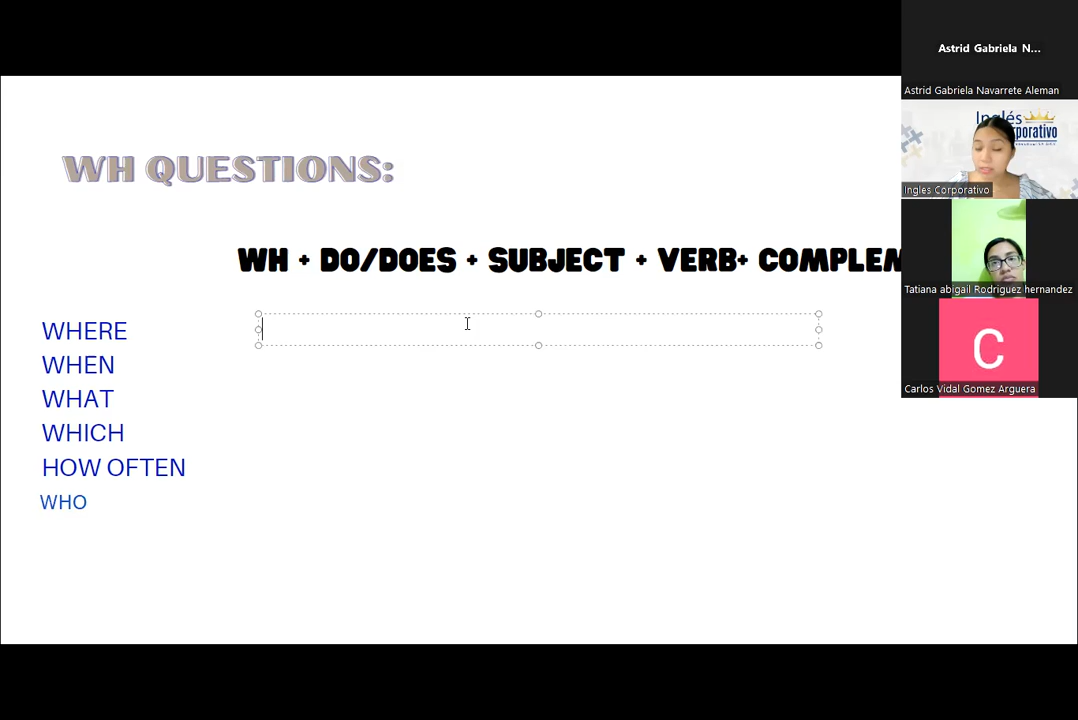 Astrid Gabriela N...
Astrid Gabriela Navarrete Aleman
Inglés
Ingles Corporativo
WH QUESTIONS:
WH + DO/DOES + SUBJECT + VERB+ COMPLEM
Tatiana abigail Rodriguez hernandez
WHERE
WHEN
WHAT
C
Carlos Vidal Gomez Arguera
WHICH
HOW OFTEN
WHO